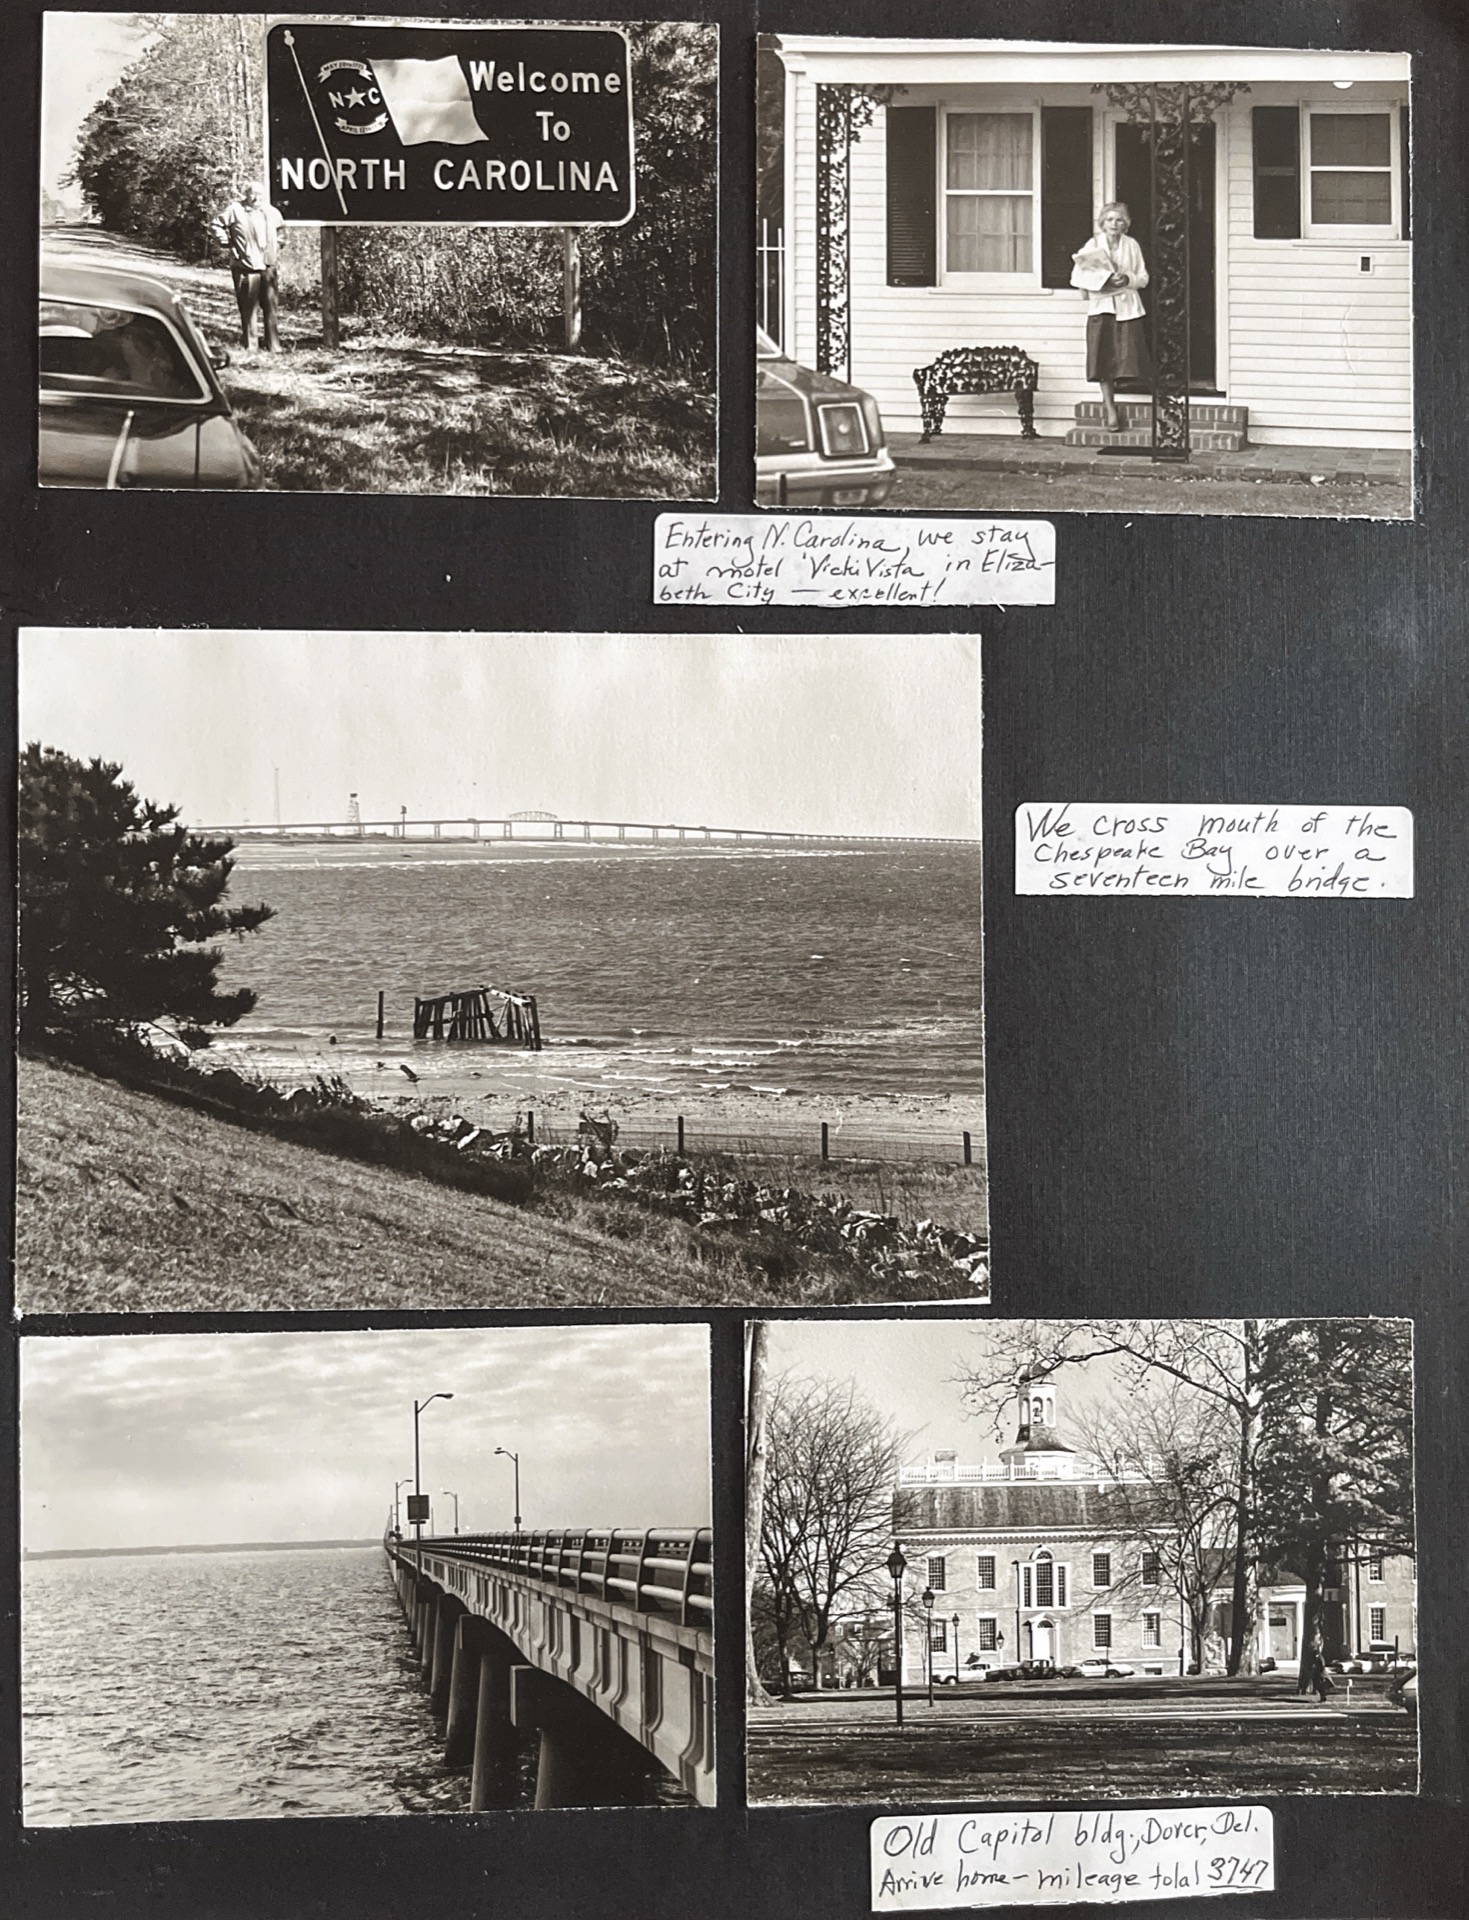 MAY 20TH 1775
N ★ C
APRIL 12TH 1776
Welcome
To
NORTH CAROLINA
Entering N. Carolina, we stay
at motel 'Vicki Vista in Eliza-
beth City — excellent!
We cross mouth of the
Chespeake Bay over a
seventeen mile bridge.
Old Capitol bldg., Dover, Del.
Arrive home - mileage total 3747